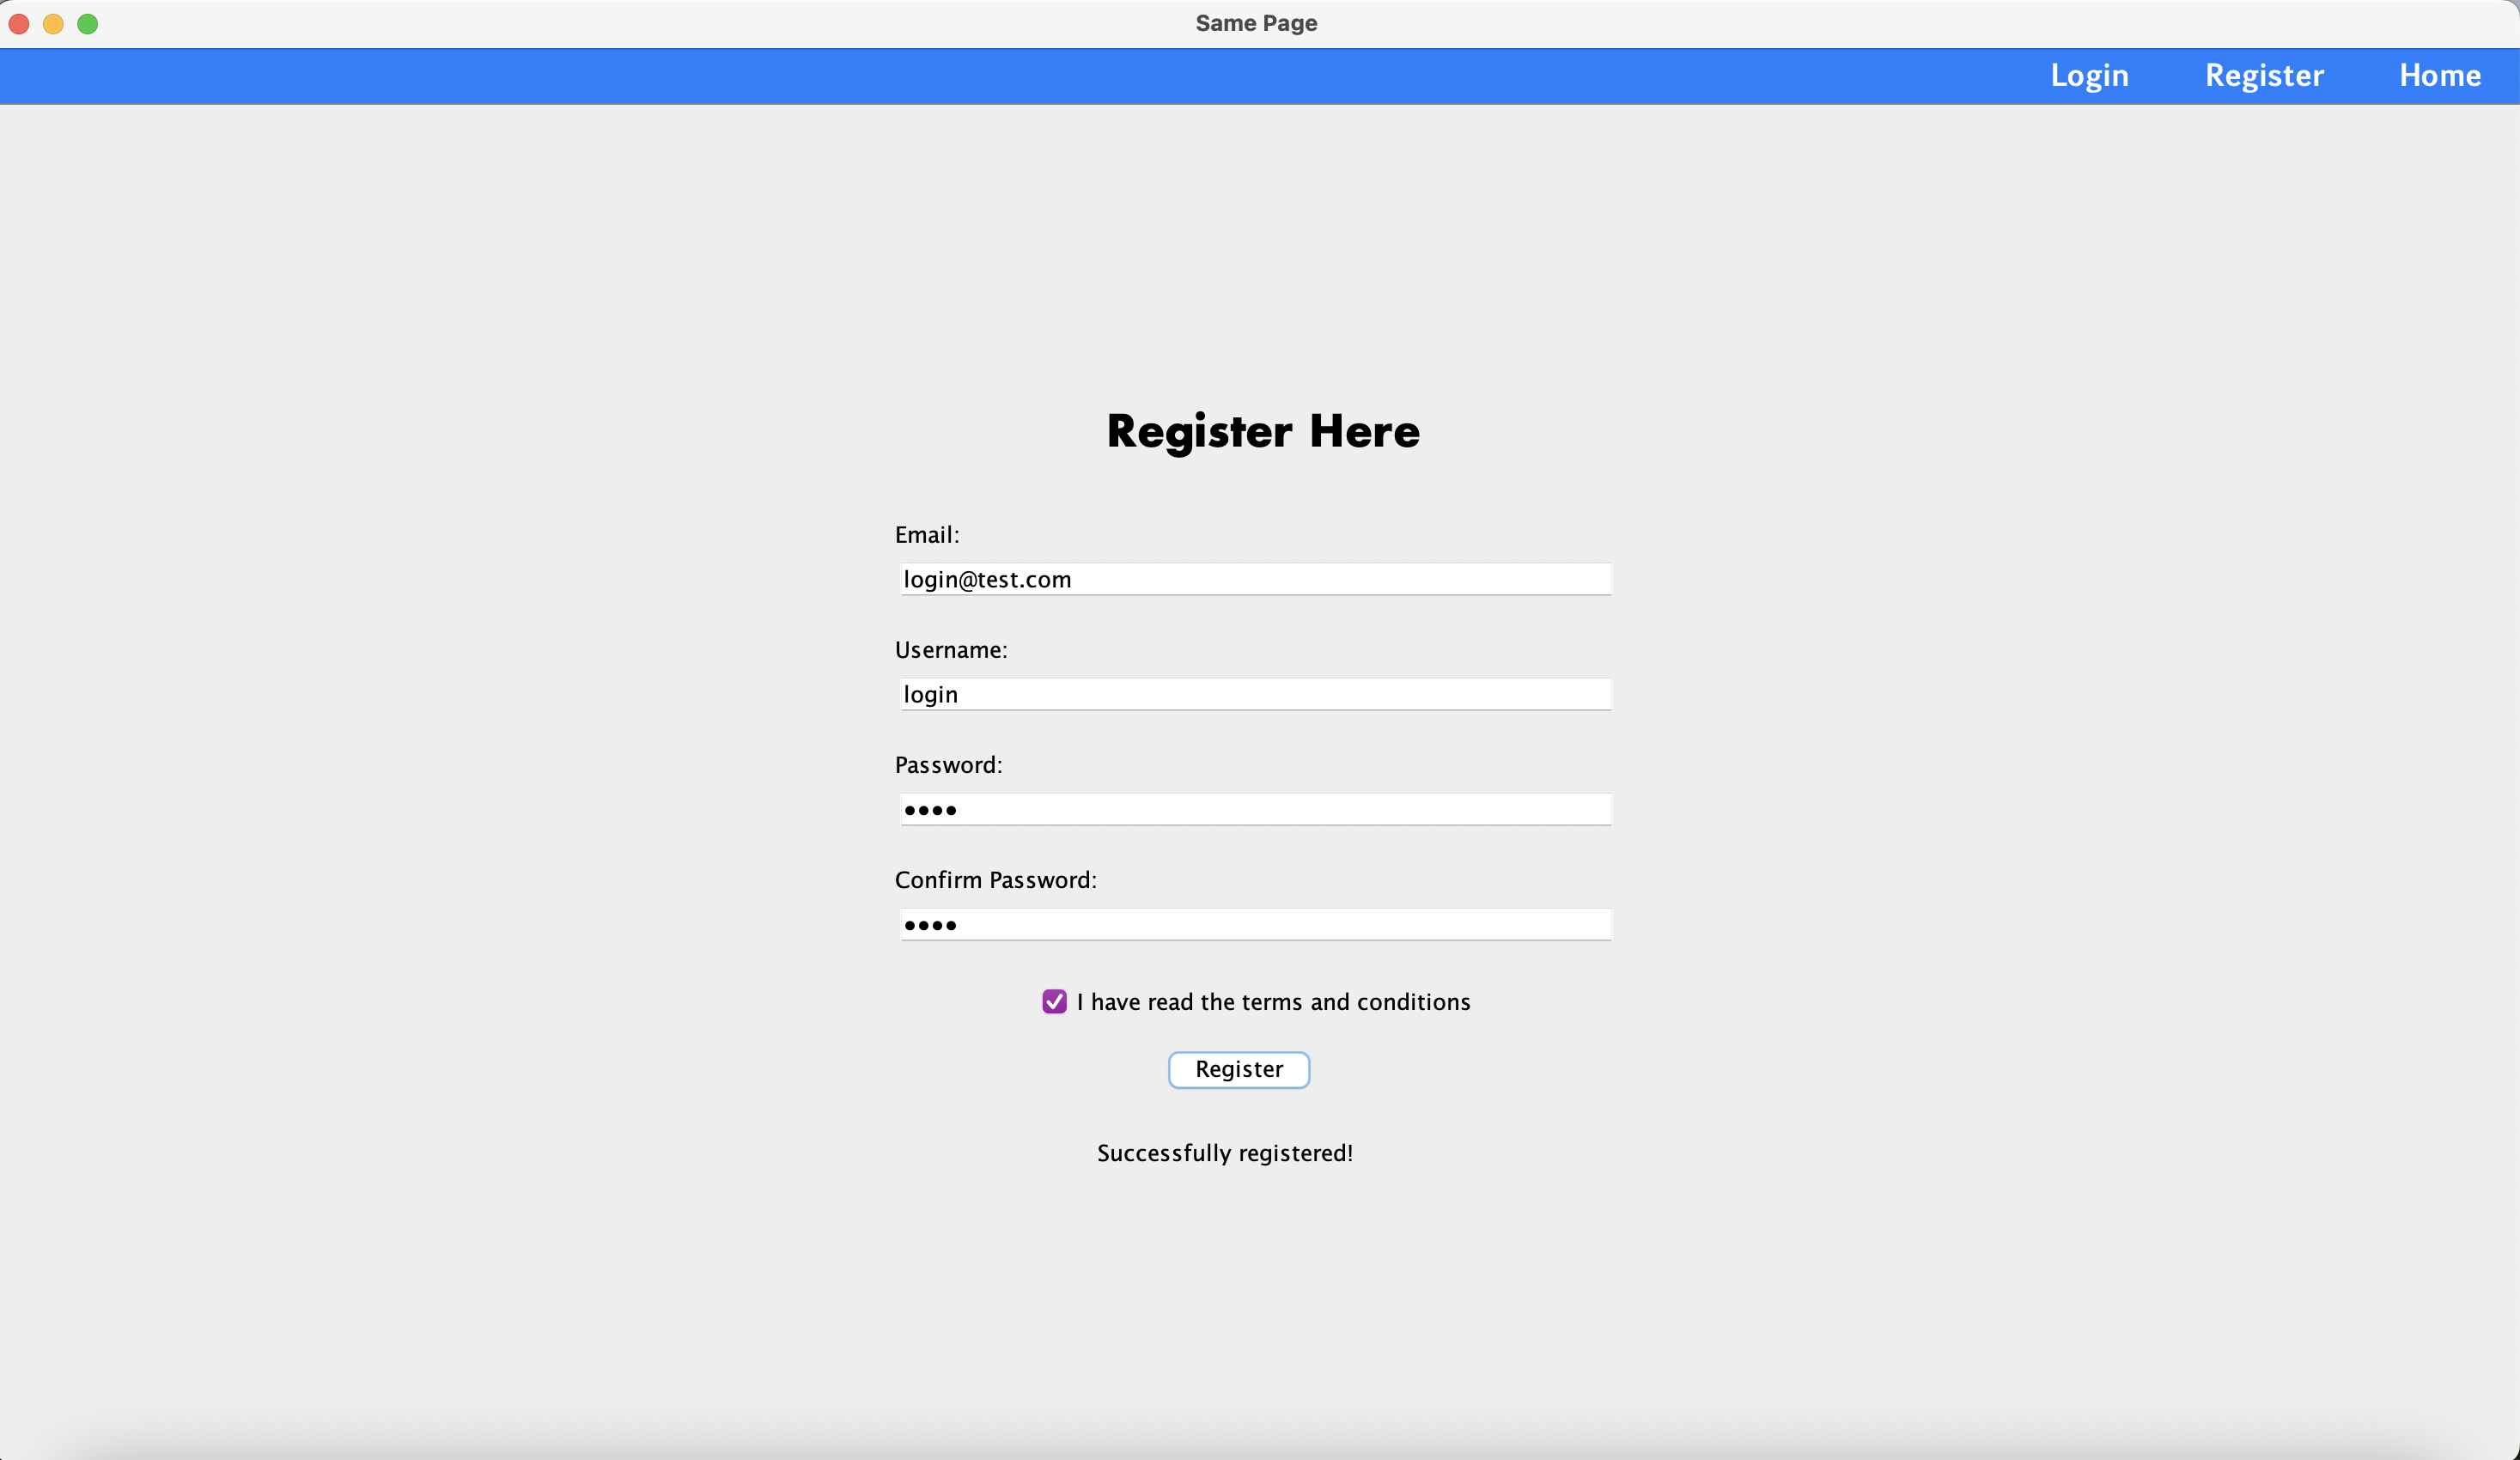 Same Page
Login Register Home
Register Here
Email:
login@test.com
Username:
login
Password:
••••
Confirm Password:
••••
I have read the terms and conditions
Register
Successfully registered!